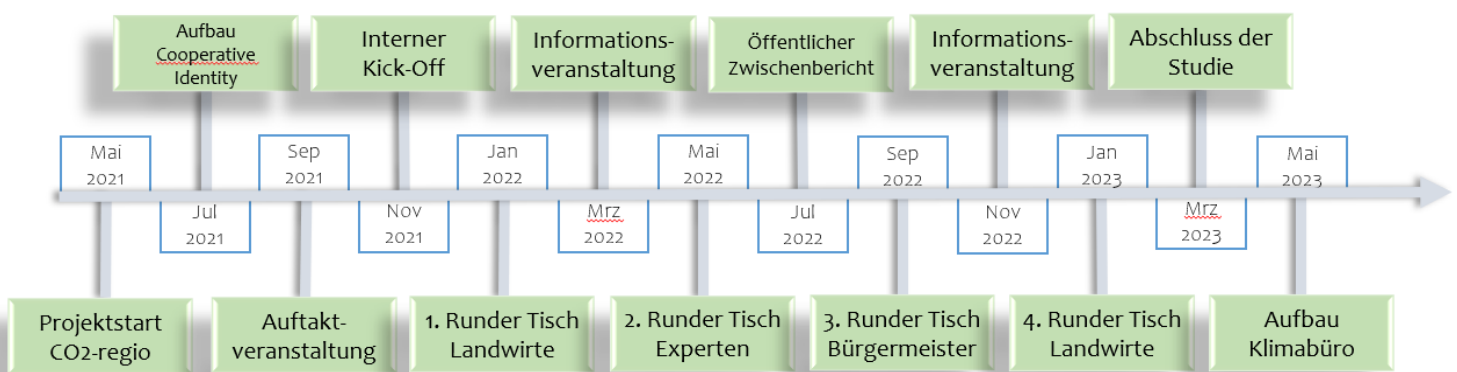 Aufbau
Cooperative
Identity
Interner
Kick-Off
Informations-
veranstaltung
Öffentlicher
Zwischenbericht
Informations-
veranstaltung
Abschluss der
Studie
Mai
2021
Sep
2021
Jan
2022
Mai
2022
Sep
2022
Jan
2023
Mai
2023
Jul
2021
Nov
2021
Mrz
2022
Jul
2022
Nov
2022
Mrz
2023
Projektstart
CO2-regio
Auftakt-
veranstaltung
1. Runder Tisch
Landwirte
2. Runder Tisch
Experten
3. Runder Tisch
Bürgermeister
4. Runder Tisch
Landwirte
Aufbau
Klimabüro